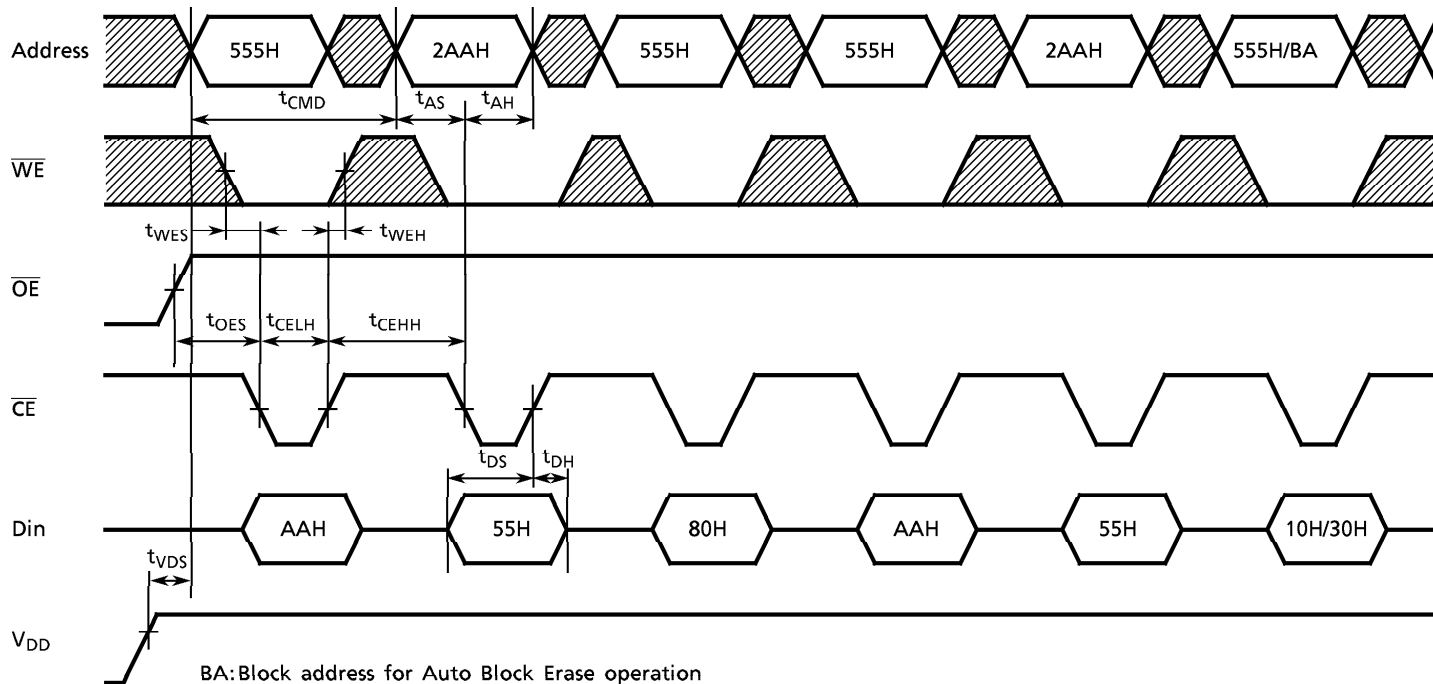 Address 555H 2AAH 555H 555H 2AAH 555H/BA
tCMD tAS tAH
WE
tWES tWEH
OE
tOES tCELH tCEHH
CE
tDS tDH
Din AAH 55H 80H AAH 55H 10H/30H
tVDS
VDD
BA: Block address for Auto Block Erase operation